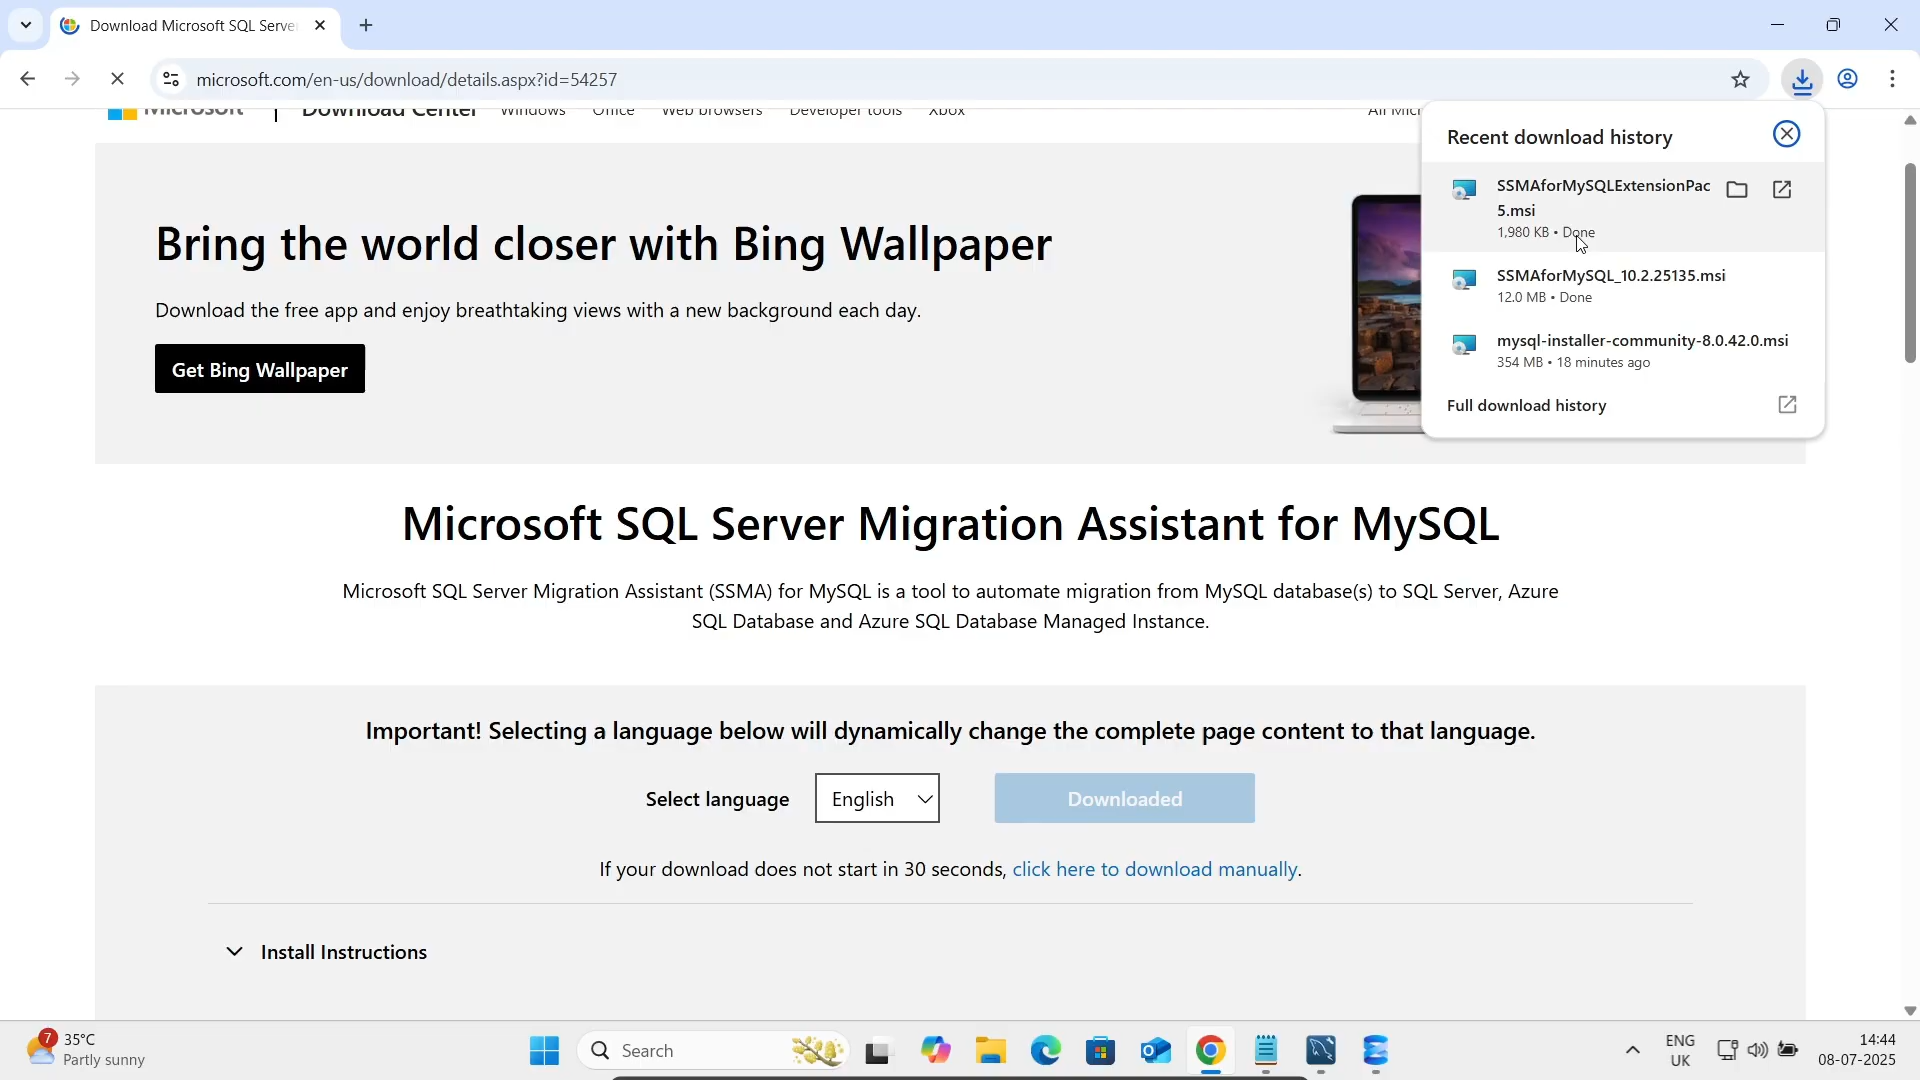 Download Microsoft SQL Serve
microsoft.com/en-us/download/details.aspx?id=54257
Microsoft
Download Center
Windows
Office
Web browsers
Developer tools
Xbox
All Micr
Recent download history
SSMAforMySQLExtensionPac
5.msi
1,980 KB • Done
SSMAforMySQL_10.2.25135.msi
12.0 MB • Done
mysql-installer-community-8.0.42.0.msi
354 MB • 18 minutes ago
Full download history
Bring the world closer with Bing Wallpaper
Download the free app and enjoy breathtaking views with a new background each day.
Get Bing Wallpaper
Microsoft SQL Server Migration Assistant for MySQL
Microsoft SQL Server Migration Assistant (SSMA) for MySQL is a tool to automate migration from MySQL database(s) to SQL Server, Azure
SQL Database and Azure SQL Database Managed Instance.
Important! Selecting a language below will dynamically change the complete page content to that language.
Select language
English
Downloaded
If your download does not start in 30 seconds, click here to download manually.
Install Instructions
7
35°C
Partly sunny
Search
ENG
UK
14:44
08-07-2025